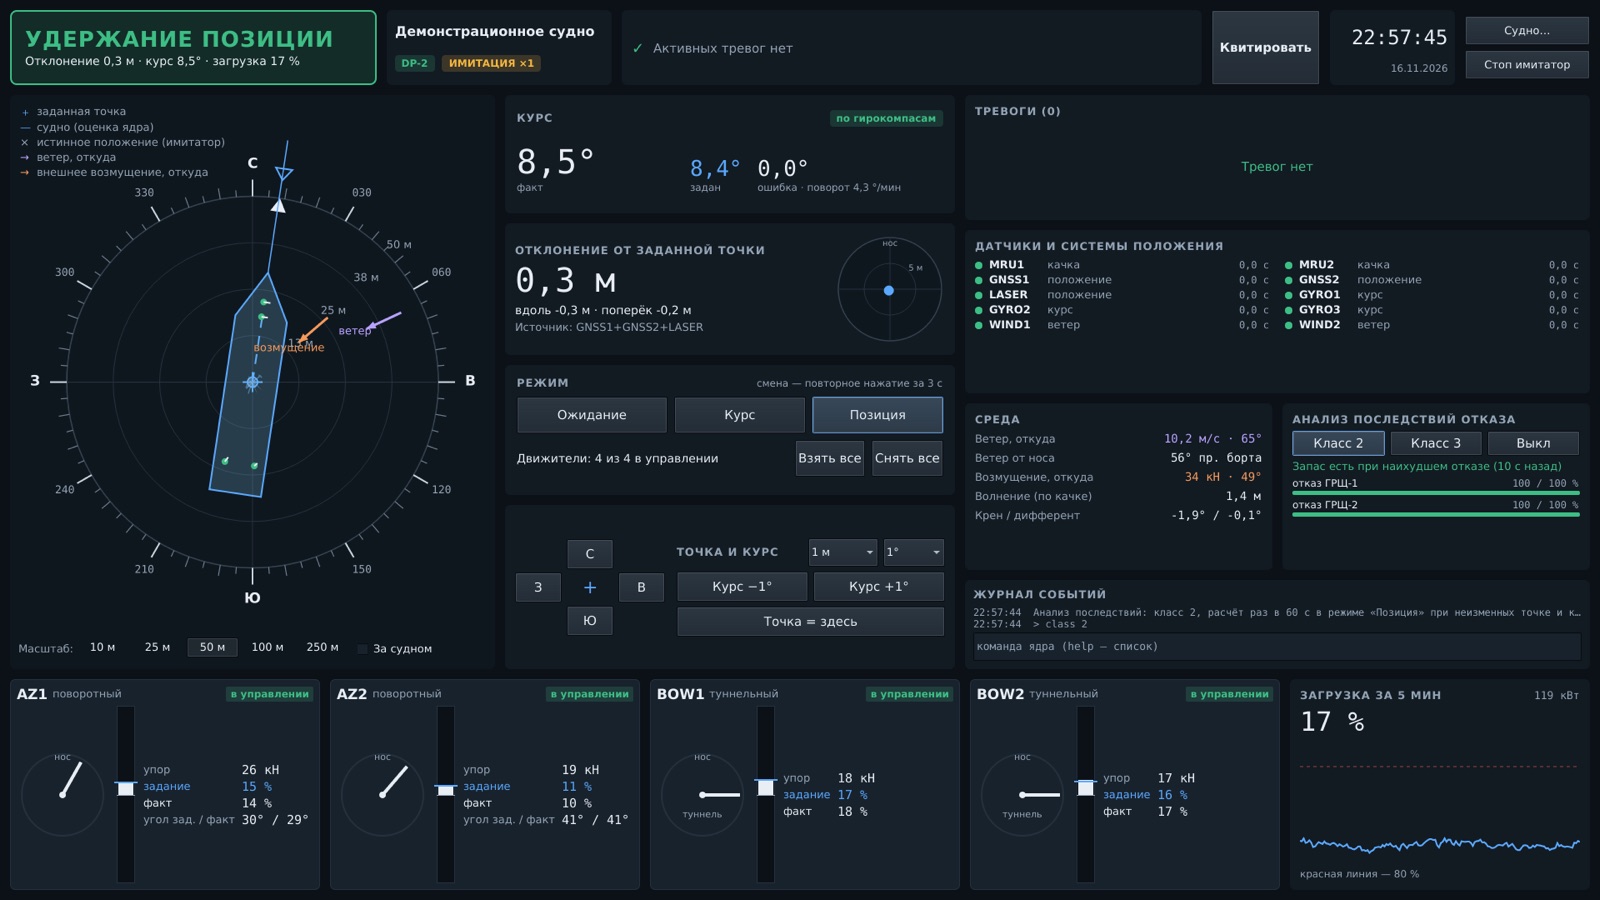 УДЕРЖАНИЕ ПОЗИЦИИ
Отклонение 0,3 м · курс 8,5° · загрузка 17 %
Демонстрационное судно
DP-2 ИМИТАЦИЯ ×1
✓ Активных тревог нет
Квитировать
22:57:45
16.11.2026
Судно…
Стоп имитатор
+ заданная точка
— судно (оценка ядра)
× истинное положение (имитатор)
→ ветер, откуда
→ внешнее возмущение, откуда
С
330
030
50 м
300
38 м
060
25 м
ветер
возмущение
З
В
240
120
210
150
Ю
Масштаб: 10 м 25 м 50 м 100 м 250 м За судном
КУРС
по гирокомпасам
8,5°
факт
8,4°
задан
0,0°
ошибка · поворот 4,3 °/мин
ОТКЛОНЕНИЕ ОТ ЗАДАННОЙ ТОЧКИ
0,3 м
вдоль -0,3 м · поперёк -0,2 м
Источник: GNSS1+GNSS2+LASER
нос
5 м
РЕЖИМ
смена — повторное нажатие за 3 с
Ожидание Курс Позиция
Движители: 4 из 4 в управлении
Взять все Снять все
С
З + В
Ю
ТОЧКА И КУРС 1 м 1°
Курс −1° Курс +1°
Точка = здесь
ТРЕВОГИ (0)
Тревог нет
ДАТЧИКИ И СИСТЕМЫ ПОЛОЖЕНИЯ
MRU1 качка 0,0 с MRU2 качка 0,0 с
GNSS1 положение 0,0 с GNSS2 положение 0,0 с
LASER положение 0,0 с GYRO1 курс 0,0 с
GYRO2 курс 0,0 с GYRO3 курс 0,0 с
WIND1 ветер 0,0 с WIND2 ветер 0,0 с
СРЕДА
Ветер, откуда 10,2 м/с · 65°
Ветер от носа 56° пр. борта
Возмущение, откуда 34 кН · 49°
Волнение (по качке) 1,4 м
Крен / дифферент -1,9° / -0,1°
АНАЛИЗ ПОСЛЕДСТВИЙ ОТКАЗА
Класс 2 Класс 3 Выкл
Запас есть при наихудшем отказе (10 с назад)
отказ ГРЩ-1 100 / 100 %
отказ ГРЩ-2 100 / 100 %
ЖУРНАЛ СОБЫТИЙ
22:57:44 Анализ последствий: класс 2, расчёт раз в 60 с в режиме «Позиция» при неизменных точке и к…
22:57:44 > class 2
команда ядра (help — список)
AZ1 поворотный в управлении
нос
упор 26 кН
задание 15 %
факт 14 %
угол зад. / факт 30° / 29°
AZ2 поворотный в управлении
нос
упор 19 кН
задание 11 %
факт 10 %
угол зад. / факт 41° / 41°
BOW1 туннельный в управлении
нос
туннель
упор 18 кН
задание 17 %
факт 18 %
BOW2 туннельный в управлении
нос
туннель
упор 17 кН
задание 16 %
факт 17 %
ЗАГРУЗКА ЗА 5 МИН 119 кВт
17 %
красная линия — 80 %